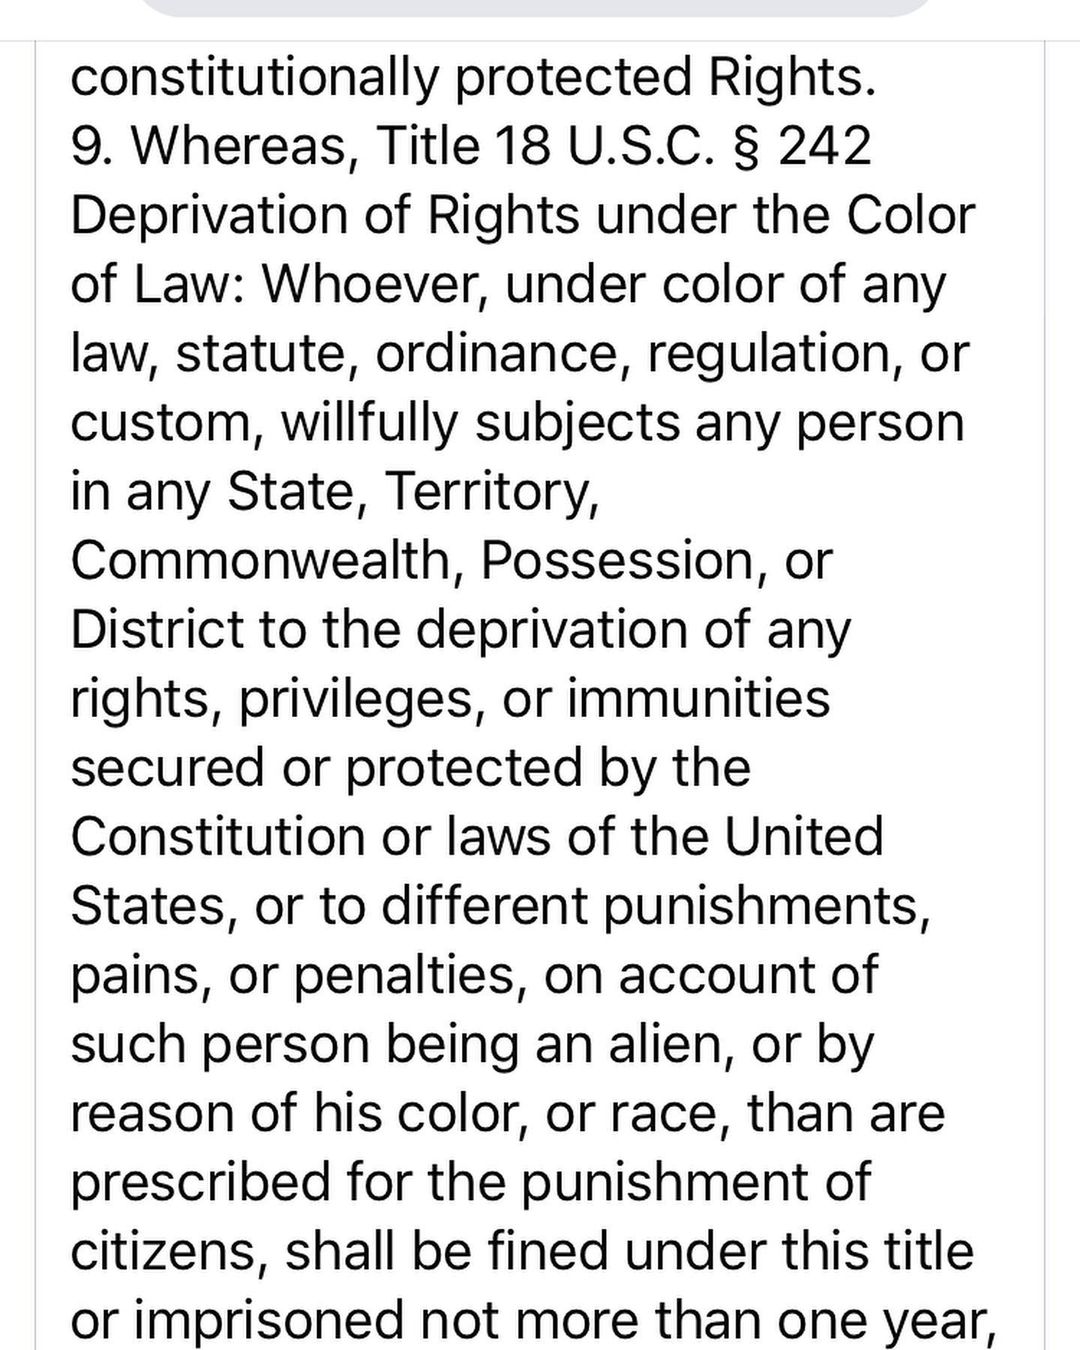 constitutionally protected Rights.
9. Whereas, Title 18 U.S.C. § 242
Deprivation of Rights under the Color
of Law: Whoever, under color of any
law, statute, ordinance, regulation, or
custom, willfully subjects any person
in any State, Territory,
Commonwealth, Possession, or
District to the deprivation of any
rights, privileges, or immunities
secured or protected by the
Constitution or laws of the United
States, or to different punishments,
pains, or penalties, on account of
such person being an alien, or by
reason of his color, or race, than are
prescribed for the punishment of
citizens, shall be fined under this title
or imprisoned not more than one year,